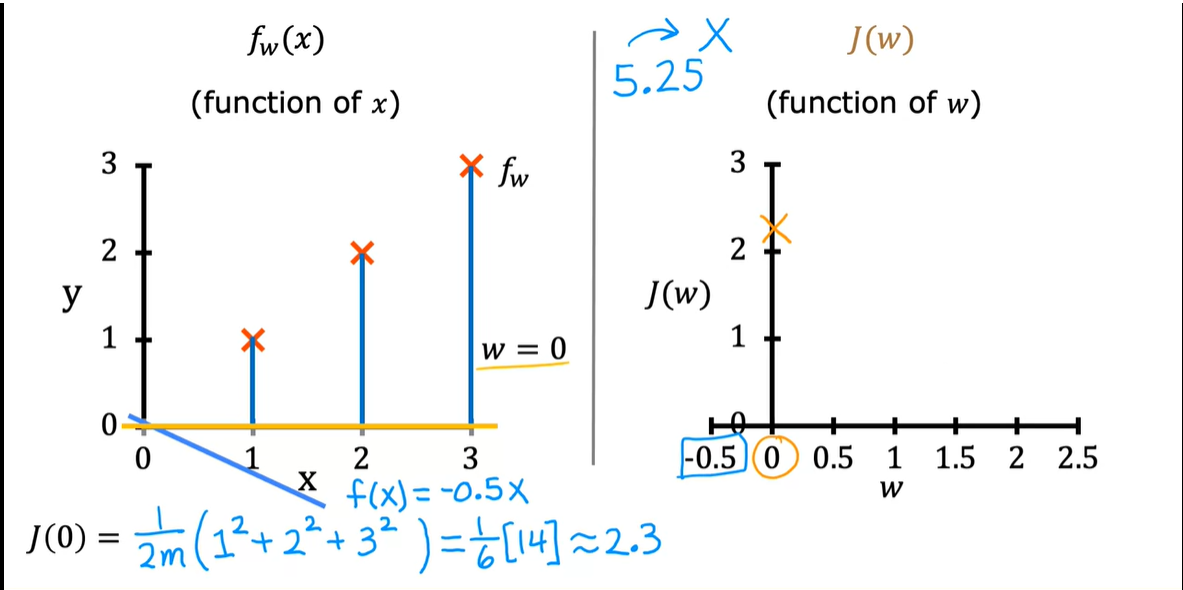 f_w(x)
(function of x)
3
2
y
1
0
0 1 2 3
x
f_w
w = 0
f(x) = -0.5x
J(0) = 1/2m (1² + 2² + 3²) = 1/6 [14] ≈ 2.3
→ X
5.25
J(w)
(function of w)
3
2
J(w)
1
0
-0.5 0 0.5 1 1.5 2 2.5
w